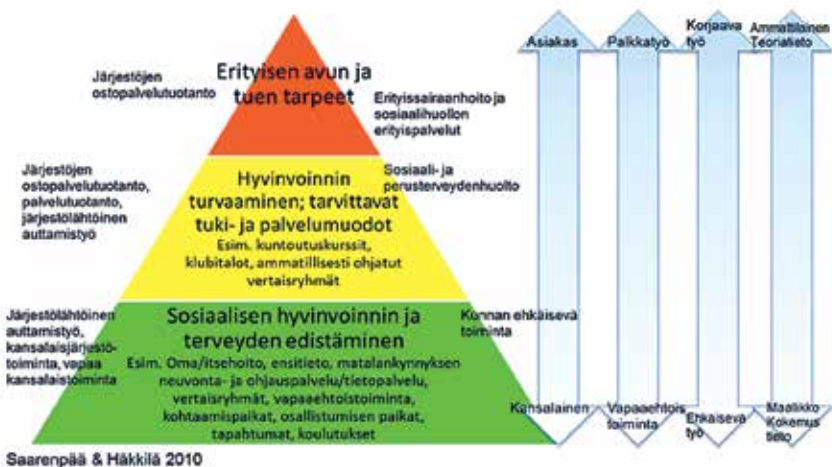 Järjestöjen
ostopalvelutuotanto
Erityisen avun ja
tuen tarpeet
Erityissairaanhoito ja
sosiaalihuollon
erityispalvelut
Järjestöjen
ostopalvelutuotanto,
palvelutuotanto,
järjestölähtöinen
auttamistyö
Hyvinvoinnin
turvaaminen; tarvittavat
tuki- ja palvelumuodot
Esim. kuntoutuskurssit,
klubitalot, ammatillisesti ohjatut
vertaisryhmät
Sosiaali- ja
perusterveydenhuolto
Järjestölähtöinen
auttamistyö,
kansalaisjärjestö-
toiminta, vapaa
kansalaistoiminta
Sosiaalisen hyvinvoinnin ja
terveyden edistäminen
Esim. Oma/itsehoito, ensitieto, matalankynnyksen
neuvonta- ja ohjauspalvelu/tietopalvelu,
vertaisryhmät, vapaaehtoistoiminta,
kohtaamispaikat, osallistumisen paikat,
tapahtumat, koulutukset
Kunnan ehkäisevä
toiminta
Asiakas
Palkkatyö
Korjaava
työ
Ammattilainen
Teoriatieto
Kansalainen
Vapaaehtois
toiminta
Ehkäisevä
työ
Maallikko
Kokemus
tieto
Saarenpää & Häkkilä 2010